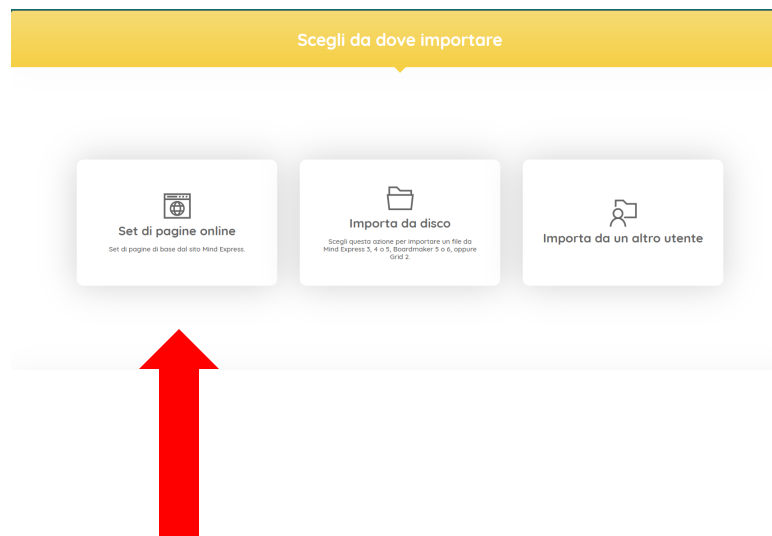 Scegli da dove importare
Set di pagine online
Set di pagine di base dal sito Mind Express.
Importa da disco
Scegli questa azione per importare un file da
Mind Express 3, 4 o 5, Boardmaker 5 o 6, oppure
Grid 2.
Importa da un altro utente